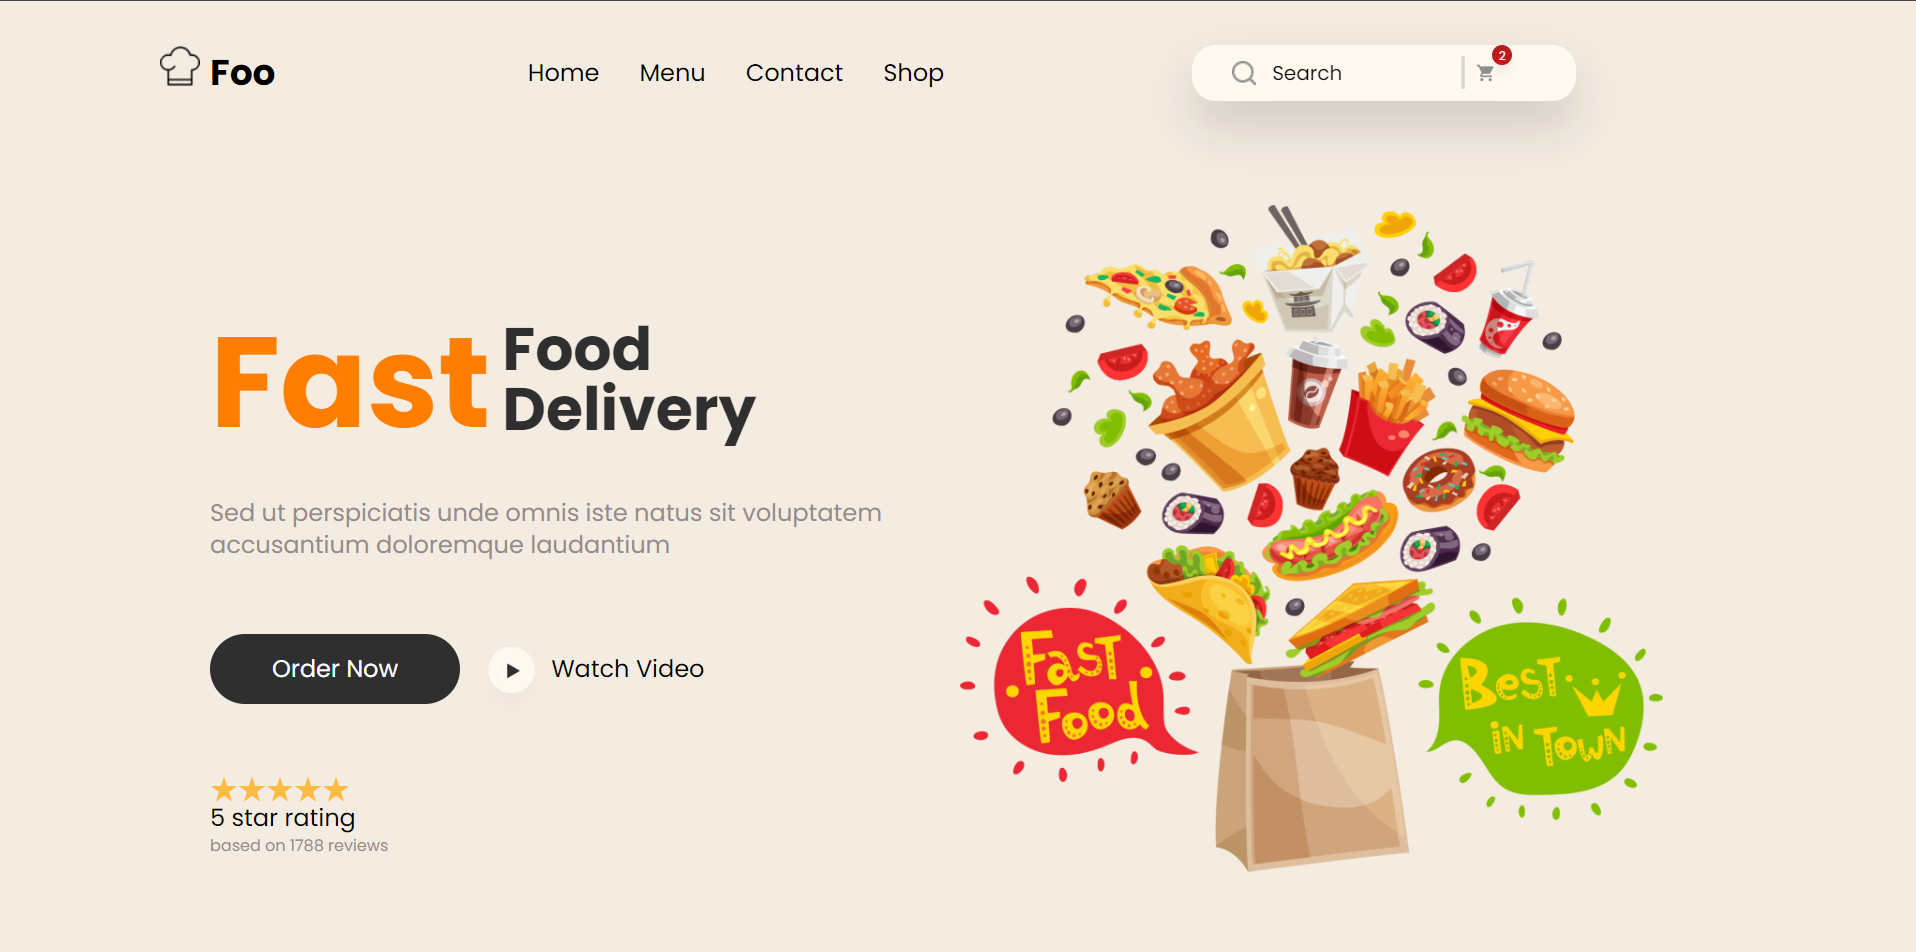 Foo
Home
Menu
Contact
Shop
Search
2
Fast
Food
Delivery
Sed ut perspiciatis unde omnis iste natus sit voluptatem
accusantium doloremque laudantium
Order Now
Watch Video
5 star rating
based on 1788 reviews
FaST
Food
BeST
iN TowN